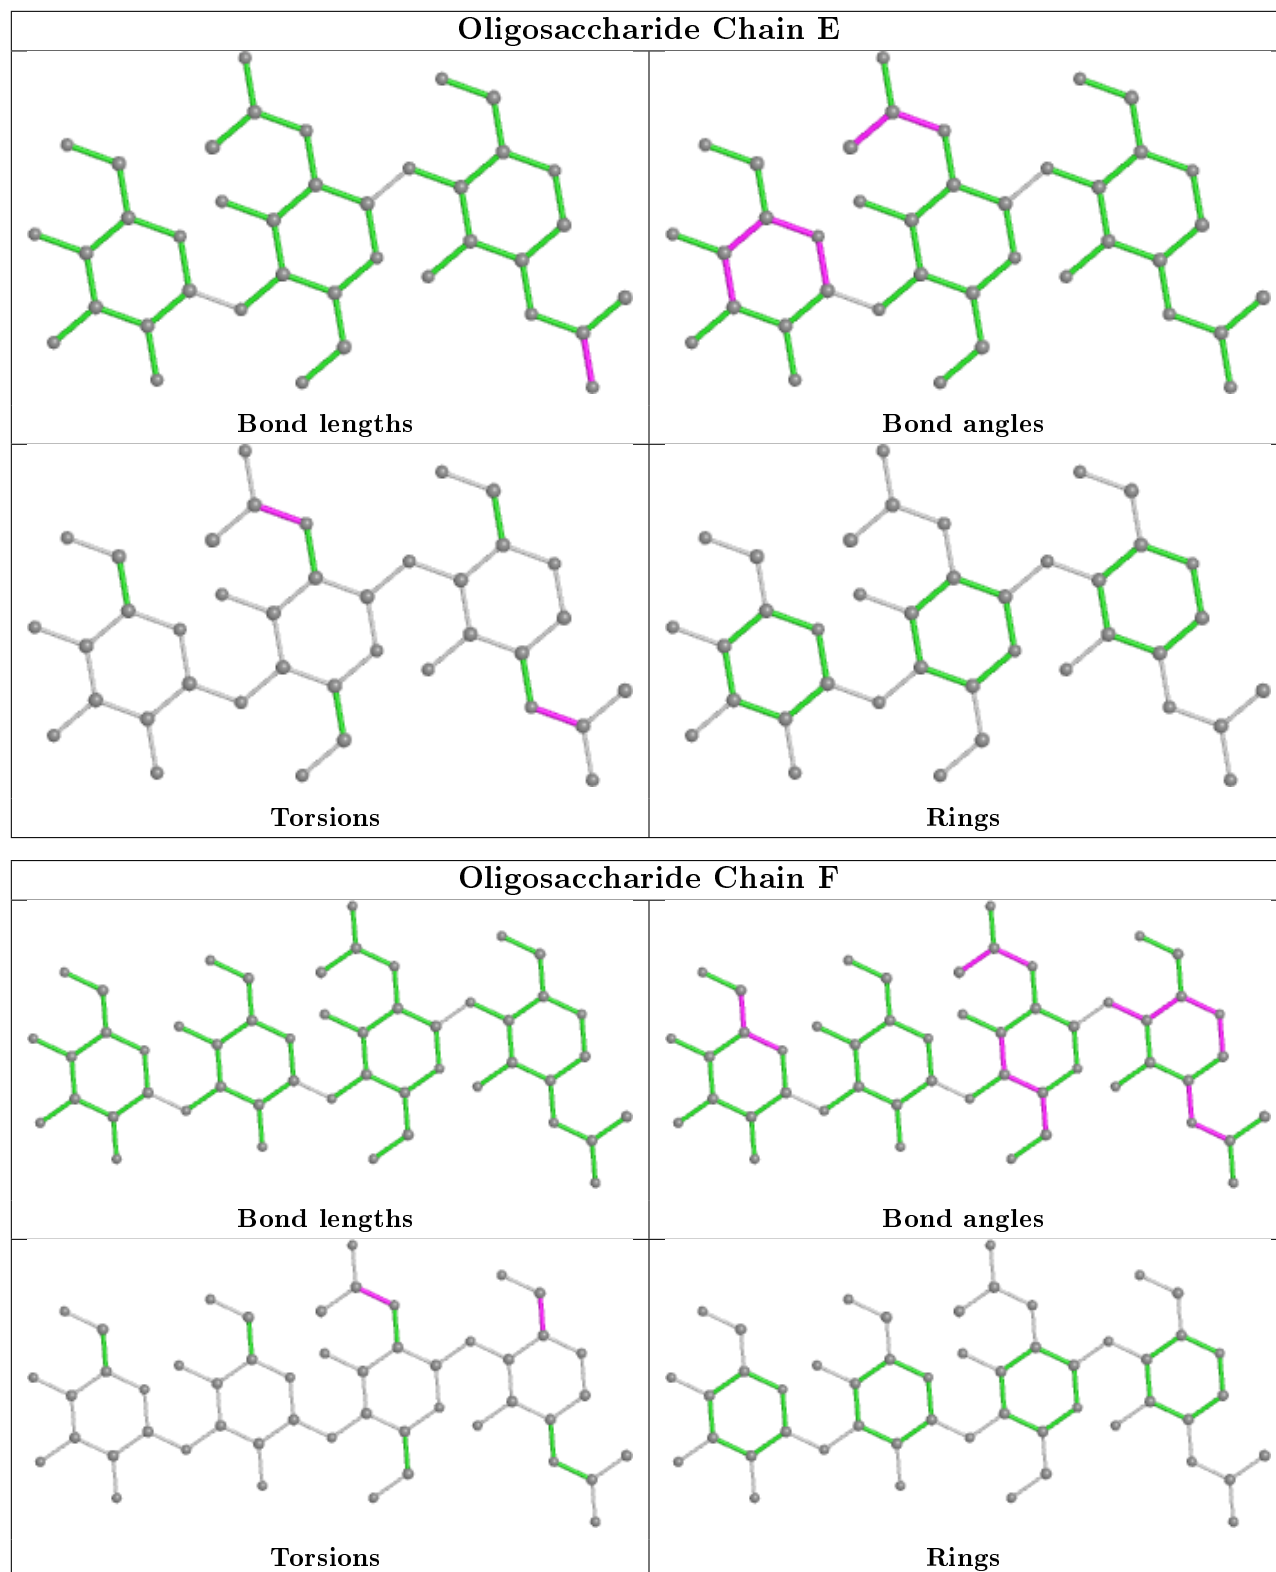 Oligosaccharide Chain E
Bond lengths
Bond angles
Torsions
Rings
Oligosaccharide Chain F
Bond lengths
Bond angles
Torsions
Rings